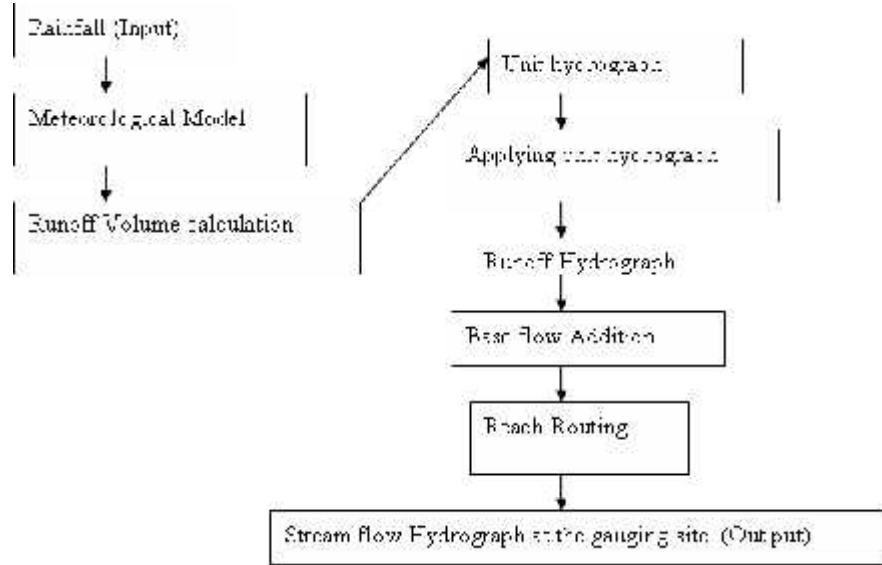 Rainfall (Input)
Meteorological Model
Runoff Volume calculation
Unit hydrograph
Applying unit hydrograph
Runoff Hydrograph
Base flow Addition
Reach Routing
Stream flow Hydrograph at the gauging site (Output)